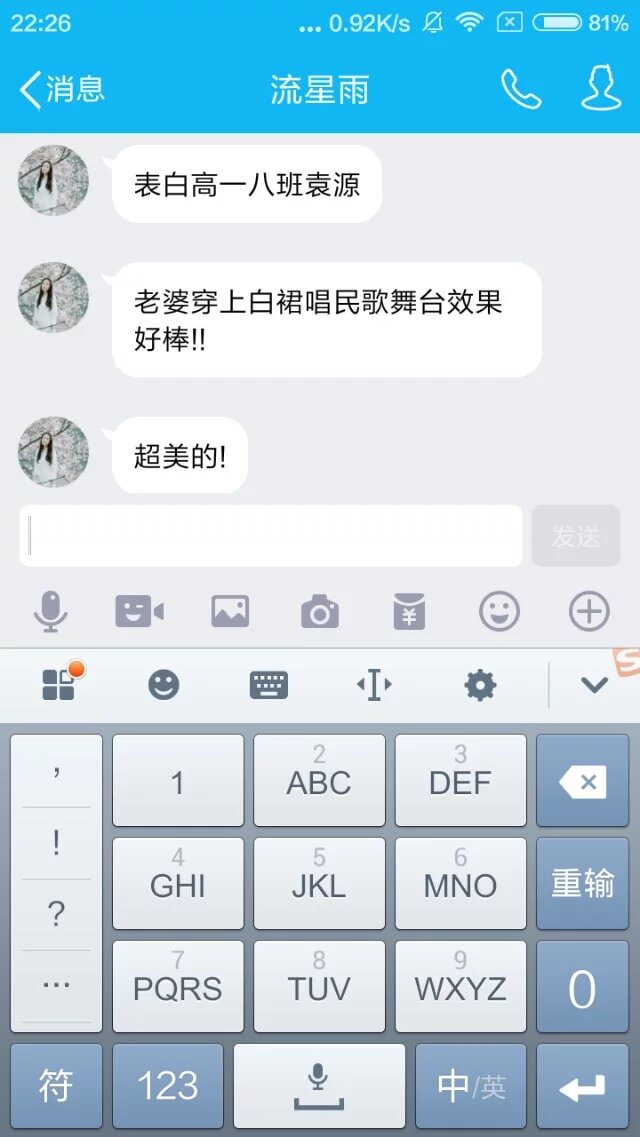 22:26
... 0.92K/s
81%
消息
流星雨
表白高一八班袁源
老婆穿上白裙唱民歌舞台效果
好棒!!
超美的!
发送
,
1
2
ABC
3
DEF
!
4
GHI
5
JKL
6
MNO
重输
?
...
7
PQRS
8
TUV
9
WXYZ
0
符
123
中/英